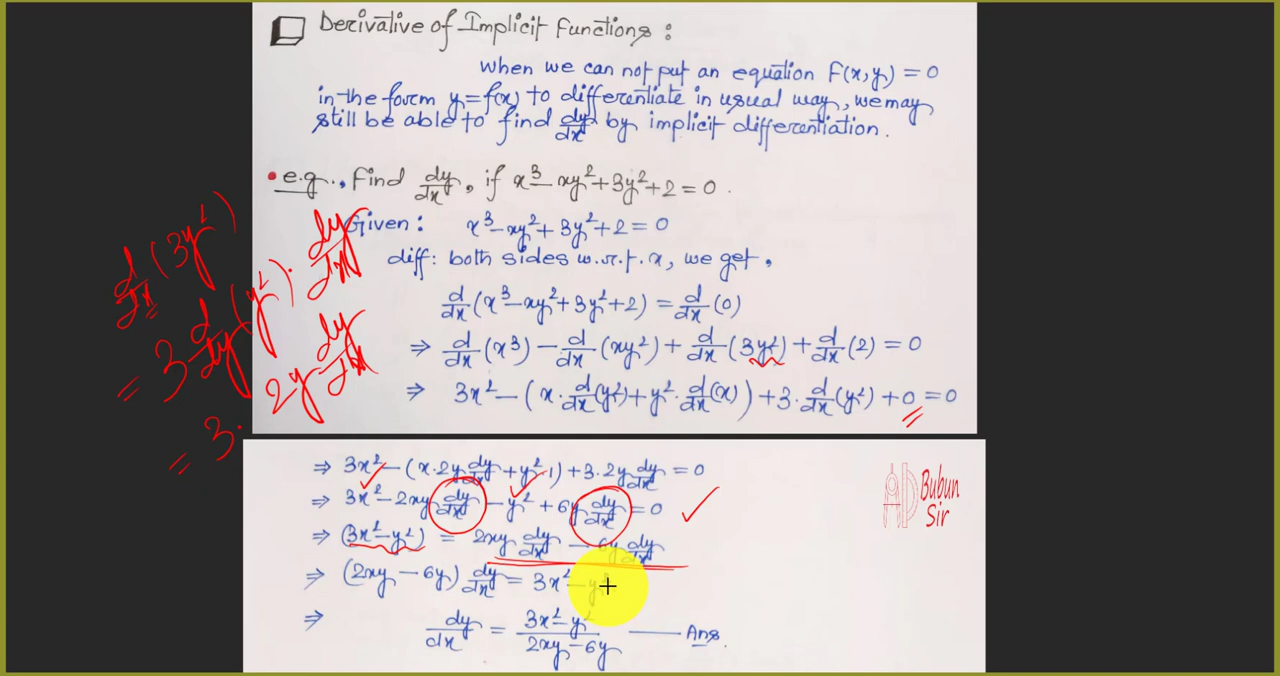 Derivative of Implicit Functions :
When we can not put an equation F(x,y) = 0
in the form y = f(x) to differentiate in usual way, we may
still be able to find dy/dx by implicit differentiation.
• e.g., Find dy/dx, if x³ - xy² + 3y² + 2 = 0.
Given: x³ - xy² + 3y² + 2 = 0
diff: both sides w.r.t. x, we get,
d/dx (x³ - xy² + 3y² + 2) = d/dx (0)
⇒ d/dx (x³) - d/dx (xy²) + d/dx (3y²) + d/dx (2) = 0
⇒ 3x² - (x · d/dx (y²) + y² · d/dx (x)) + 3 · d/dx (y²) + 0 = 0
d/dx (3y²)
= 3 d/dy (y²) · dy/dx
= 3 · 2y dy/dx
⇒ 3x² - (x · 2y dy/dx + y² · 1) + 3 · 2y dy/dx = 0
⇒ 3x² - 2xy dy/dx - y² + 6y dy/dx = 0
⇒ (3x² - y²) = 2xy dy/dx - 6y dy/dx
⇒ (2xy - 6y) dy/dx = 3x² - y²
⇒ dy/dx = (3x² - y²)/(2xy - 6y) — Ans.
Bubun
Sir